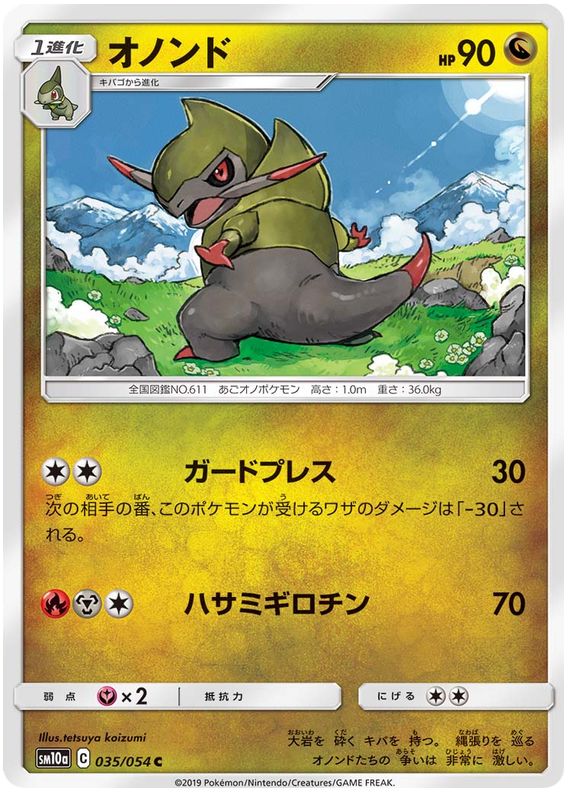 1進化 オノンド HP90
キバゴから進化
全国図鑑NO.611 あごオノポケモン 高さ:1.0m 重さ:36.0kg
ガードプレス 30
次の相手の番、このポケモンが受けるワザのダメージは「-30」さ
れる。
ハサミギロチン 70
弱点 ×2 抵抗力 にげる
Illus.tetsuya koizumi
sm10a C 035/054 C
大岩を 砕く キバを 持つ。 縄張りを 巡る
オノンドたちの 争いは 非常に 激しい。
©2019 Pokémon/Nintendo/Creatures/GAME FREAK.